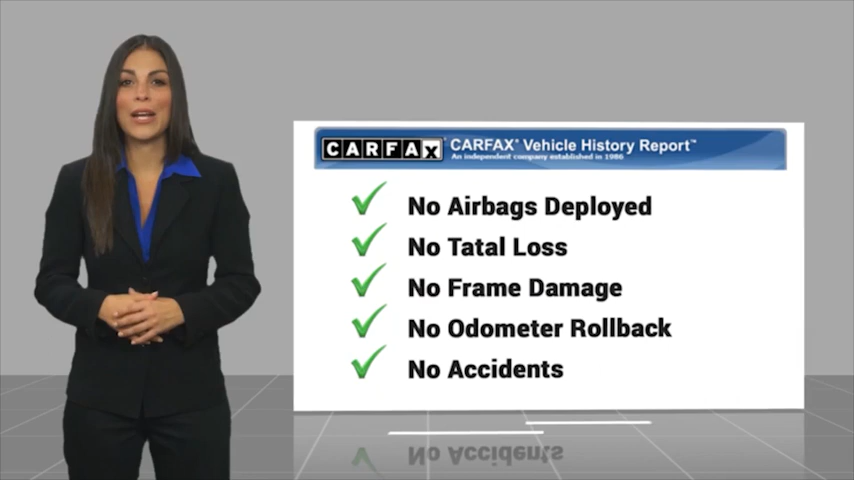 CARFAX CARFAX® Vehicle History Report™
An independent company established in 1986
No Airbags Deployed
No Tatal Loss
No Frame Damage
No Odometer Rollback
No Accidents
No Accidents